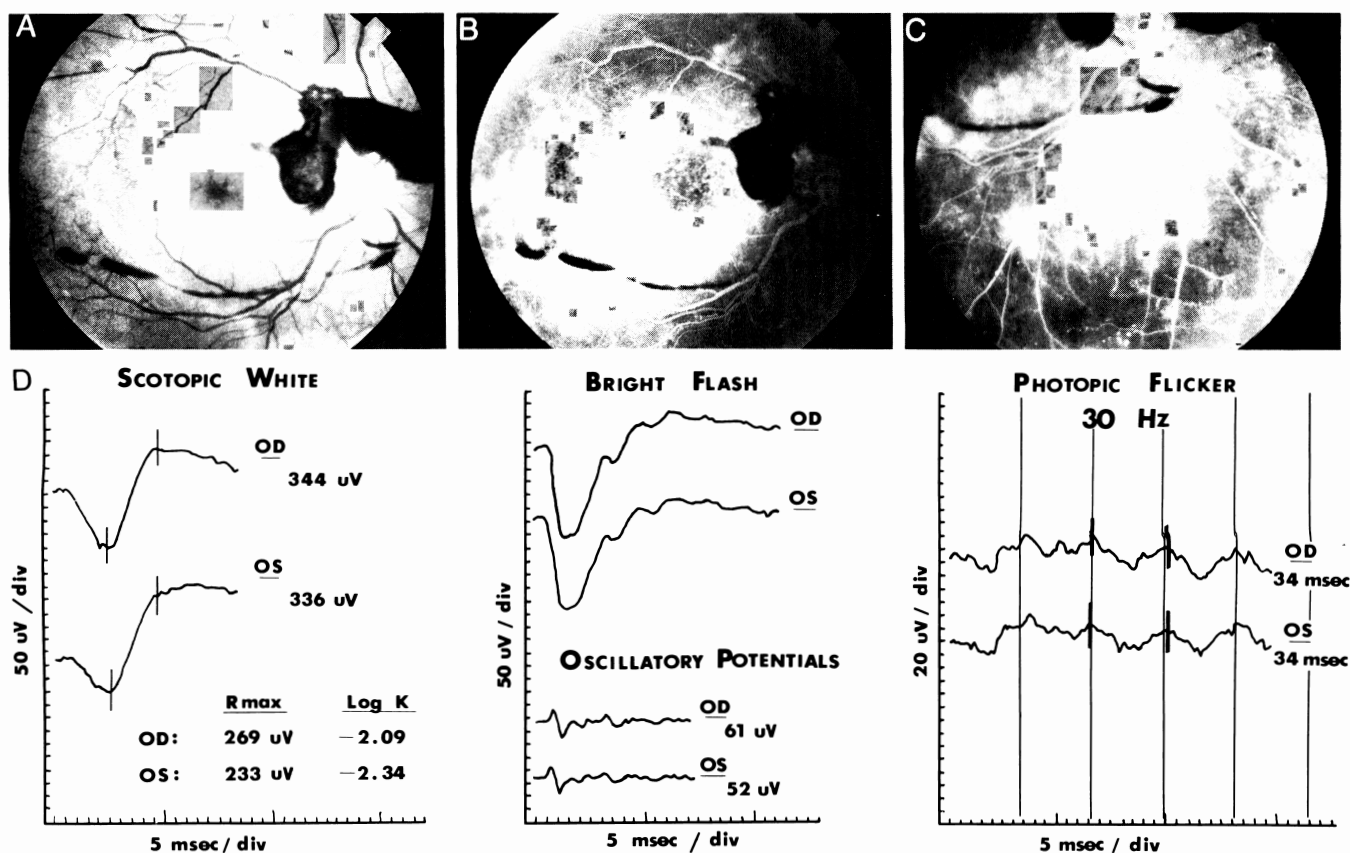 A
B
C
D
SCOTOPIC WHITE
OD
344 uV
OS
336 uV
50 uV / div
Rmax Log K
OD: 269 uV −2.09
OS: 233 uV −2.34
5 msec / div
BRIGHT FLASH
OD
OS
50 uV / div
OSCILLATORY POTENTIALS
OD
61 uV
OS
52 uV
5 msec / div
PHOTOPIC FLICKER
30 Hz
OD
34 msec
OS
34 msec
20 uV / div
5 msec / div